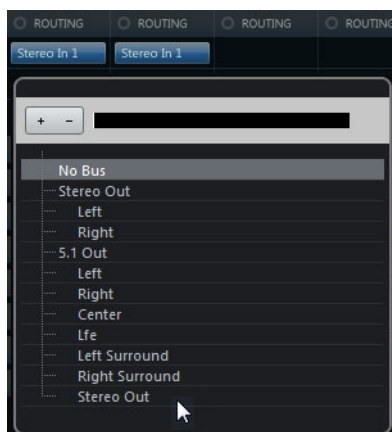 ROUTING ROUTING ROUTING ROUTING
Stereo In 1 Stereo In 1
+ -
No Bus
Stereo Out
Left
Right
5.1 Out
Left
Right
Center
Lfe
Left Surround
Right Surround
Stereo Out